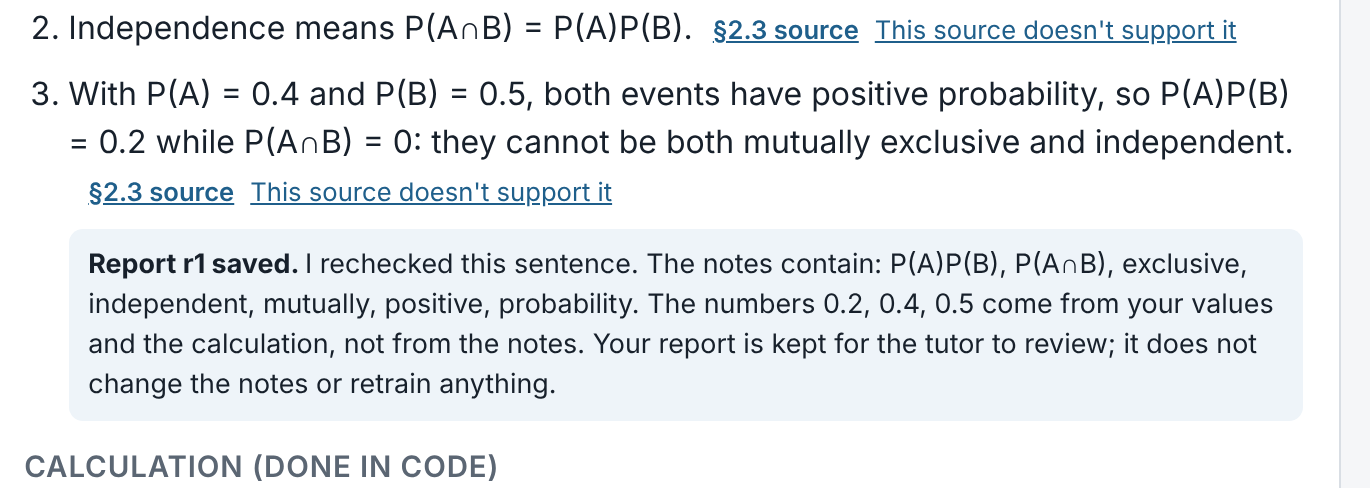 2. Independence means P(A∩B) = P(A)P(B). §2.3 source This source doesn't support it
3. With P(A) = 0.4 and P(B) = 0.5, both events have positive probability, so P(A)P(B)
= 0.2 while P(A∩B) = 0: they cannot be both mutually exclusive and independent.
§2.3 source This source doesn't support it
Report r1 saved. I rechecked this sentence. The notes contain: P(A)P(B), P(A∩B), exclusive,
independent, mutually, positive, probability. The numbers 0.2, 0.4, 0.5 come from your values
and the calculation, not from the notes. Your report is kept for the tutor to review; it does not
change the notes or retrain anything.
CALCULATION (DONE IN CODE)